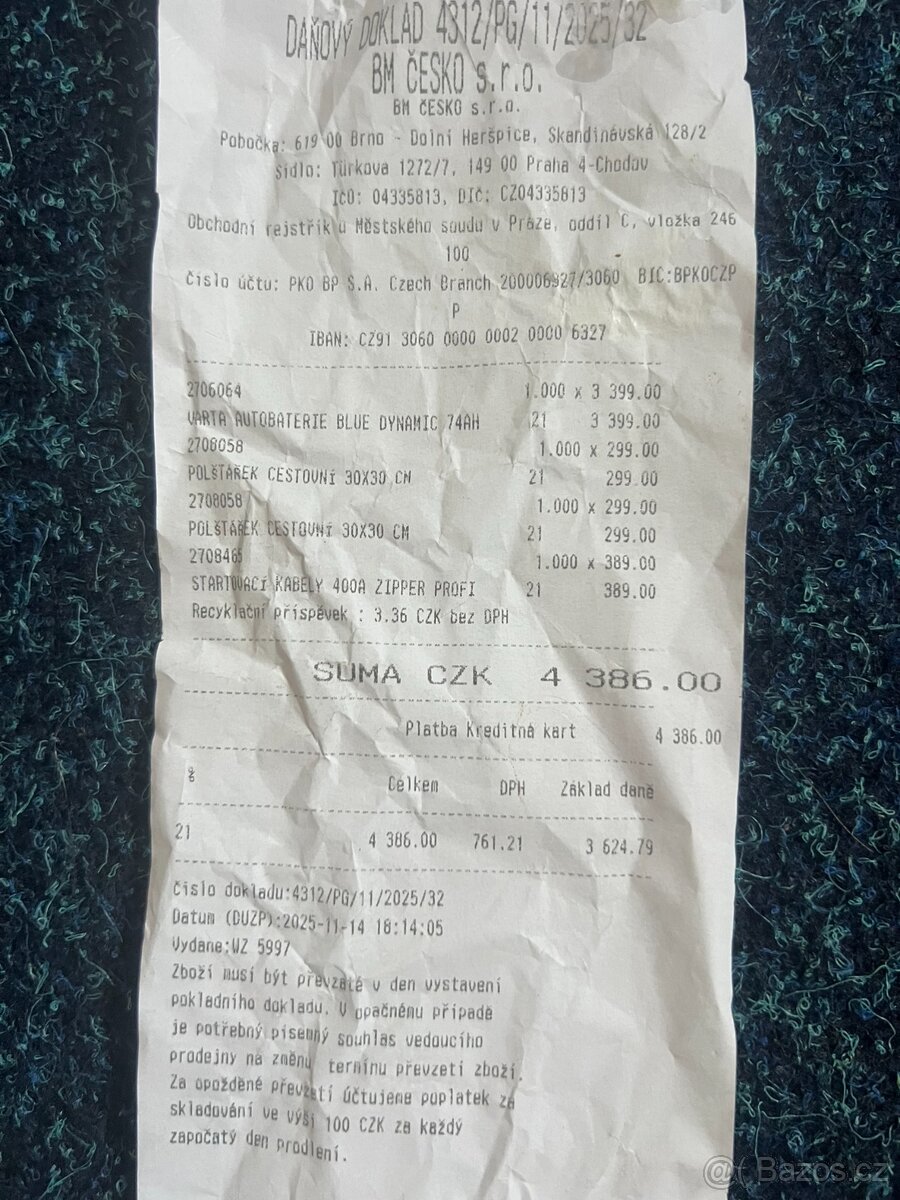 DAŇOVÝ DOKLAD 4312/PG/11/2025/32
BM ČESKO s.r.o.
BM ČESKO s.r.o.
Pobočka: 619 00 Brno - Dolní Heršpice, Skandinávská 128/2
Sídlo: Türkova 1272/7, 149 00 Praha 4-Chodov
IČO: 04335813, DIČ: CZ04335813
Obchodní rejstřík u Městského soudu v Práze, oddíl C, vložka 246
100
Číslo účtu: PKO BP S.A. Czech Branch 200006327/3060 BIC:BPKOCZP
P
IBAN: CZ91 3060 0000 0002 0000 6327
2706064 1.000 x 3 399.00
VARTA AUTOBATERIE BLUE DYNAMIC 74AH 21 3 399.00
2708058 1.000 x 299.00
POLŠTÁŘEK CESTOVNÍ 30X30 CM 21 299.00
2708058 1.000 x 299.00
POLŠTÁŘEK CESTOVNÍ 30X30 CM 21 299.00
2708465 1.000 x 389.00
STARTOVACÍ KABELY 400A ZIPPER PROFI 21 389.00
Recyklační příspěvek : 3.36 CZK bez DPH
SUMA CZK 4 386.00
Platba Kreditná kart 4 386.00
% Celkem DPH Základ daně
21 4 386.00 761.21 3 624.79
Číslo dokladu:4312/PG/11/2025/32
Datum (DUZP):2025-11-14 18:14:05
Vydane:WZ 5997
Zboží musí být převzaté v den vystavení
pokladního dokladu. V opačnému případě
je potřebný písemný souhlas vedoucího
prodejny na změnu termínu převzetí zboží.
Za opožděné převzetí účtujeme poplatek za
skladování ve výši 100 CZK za každý
započatý den prodlení.
@( Bazos.cz